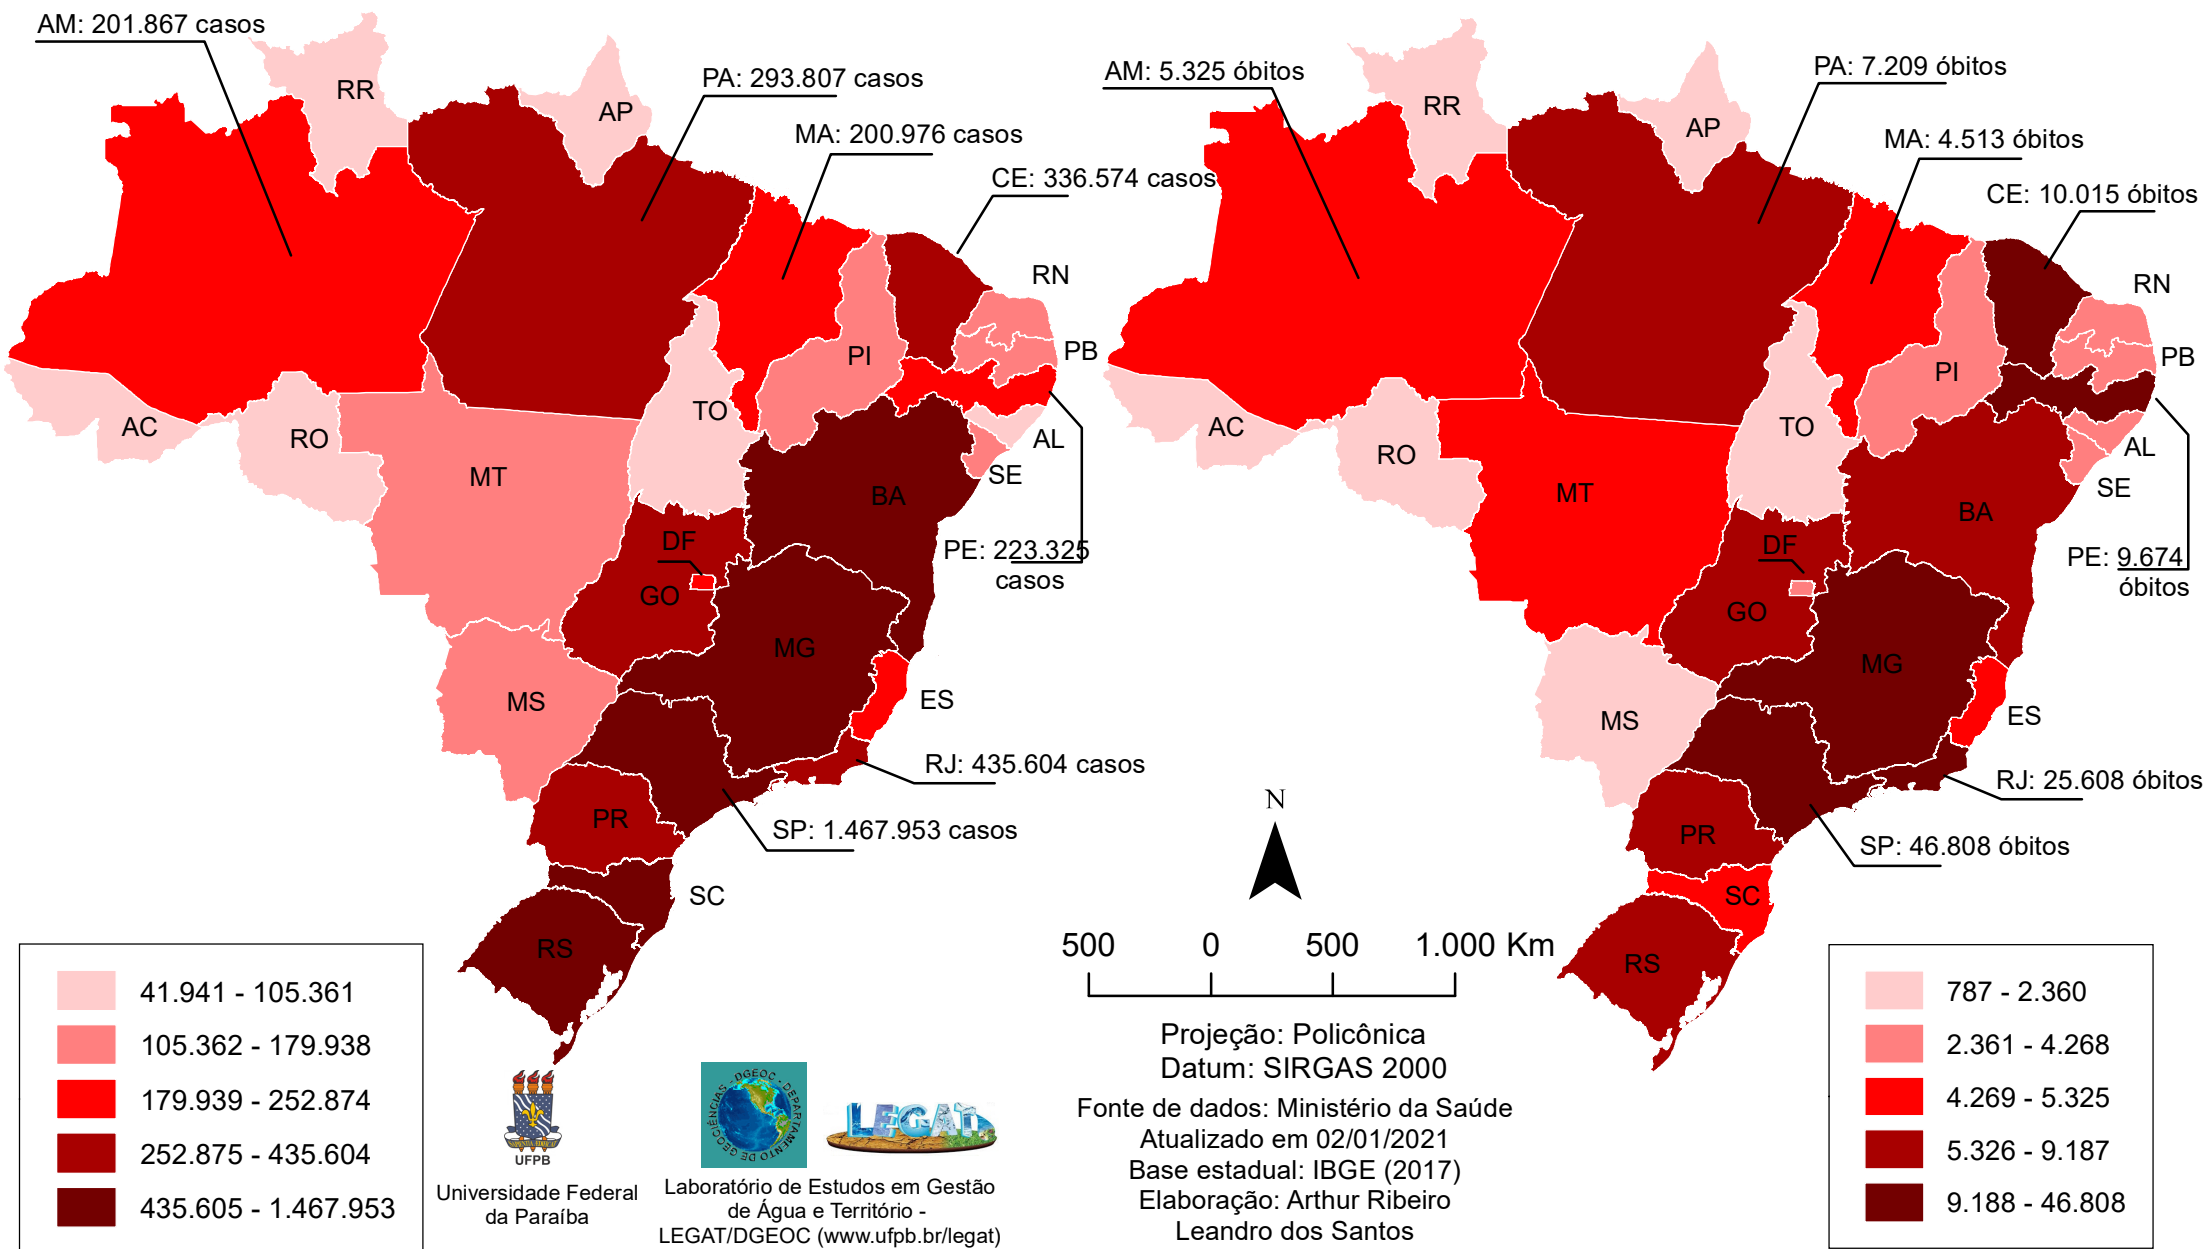 AM: 201.867 casos
RR
PA: 293.807 casos
AP
MA: 200.976 casos
CE: 336.574 casos
RN
PB
PI
TO
AC
RO
AL
MT
SE
BA
DF
PE: 223.325
casos
GO
MG
MS
ES
RJ: 435.604 casos
PR
SP: 1.467.953 casos
SC
RS
41.941 - 105.361
105.362 - 179.938
179.939 - 252.874
252.875 - 435.604
435.605 - 1.467.953
AM: 5.325 óbitos
PA: 7.209 óbitos
RR
AP
MA: 4.513 óbitos
CE: 10.015 óbitos
RN
PB
PI
TO
AC
RO
AL
MT
SE
BA
DF
PE: 9.674
óbitos
GO
MG
MS
ES
RJ: 25.608 óbitos
PR
SP: 46.808 óbitos
SC
RS
N
500 0 500 1.000 Km
787 - 2.360
2.361 - 4.268
4.269 - 5.325
5.326 - 9.187
9.188 - 46.808
Projeção: Policônica
Datum: SIRGAS 2000
Fonte de dados: Ministério da Saúde
Atualizado em 02/01/2021
Base estadual: IBGE (2017)
Elaboração: Arthur Ribeiro
Leandro dos Santos
UFPB
Universidade Federal
da Paraíba
DGEOC - DEPARTAMENTO DE GEOCIÊNCIAS -
LEGAT
Laboratório de Estudos em Gestão
de Água e Território -
LEGAT/DGEOC (www.ufpb.br/legat)